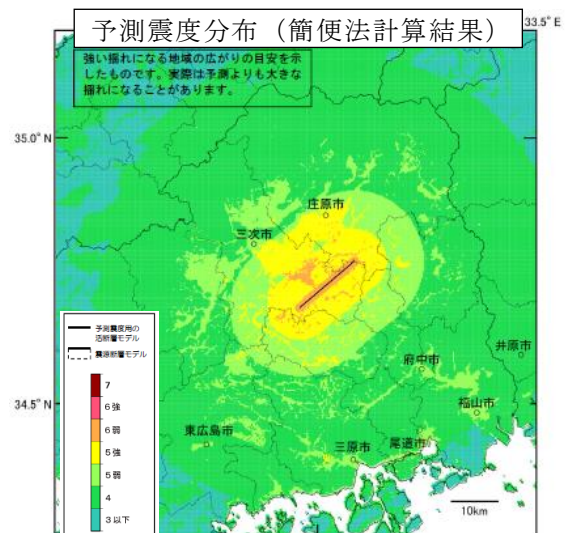 予測震度分布（簡便法計算結果）
33.5°E
強い揺れになる地域の広がりの目安を示
したものです。実際は予測よりも大きな
揺れになることがあります。
35.0°N
庄原市
三次市
予測震度用の
活断層モデル
震源断層モデル
井原市
府中市
7
6強
34.5°N
福山市
6弱
東広島市
尾道市
5強
三原市
5弱
4
10km
3以下